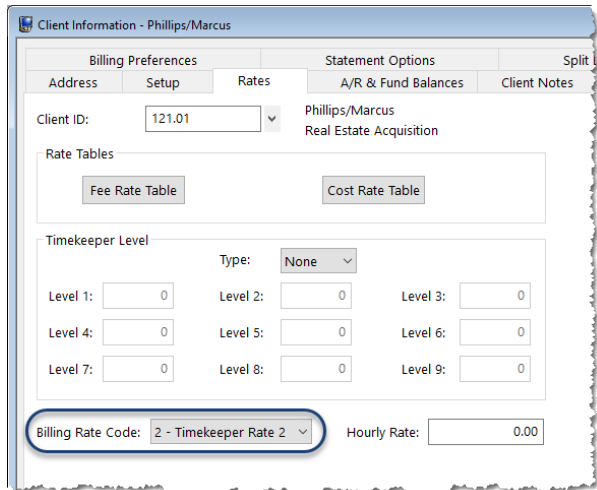 Client Information - Phillips/Marcus
Billing Preferences Statement Options Split
Address Setup Rates A/R & Fund Balances Client Notes
Client ID: 121.01 Phillips/Marcus
Real Estate Acquisition
Rate Tables
Fee Rate Table Cost Rate Table
Timekeeper Level
Type: None
Level 1: 0 Level 2: 0 Level 3: 0
Level 4: 0 Level 5: 0 Level 6: 0
Level 7: 0 Level 8: 0 Level 9: 0
Billing Rate Code: 2 - Timekeeper Rate 2 Hourly Rate: 0.00